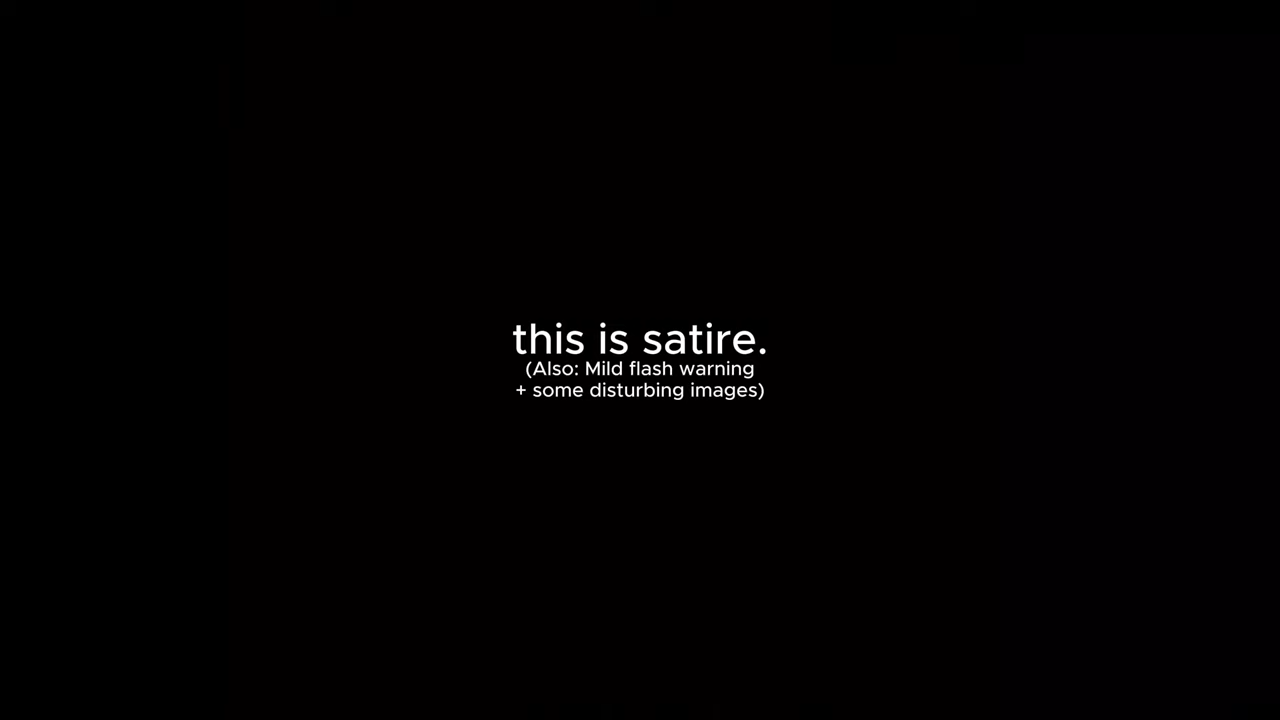 this is satire.
(Also: Mild flash warning
+ some disturbing images)